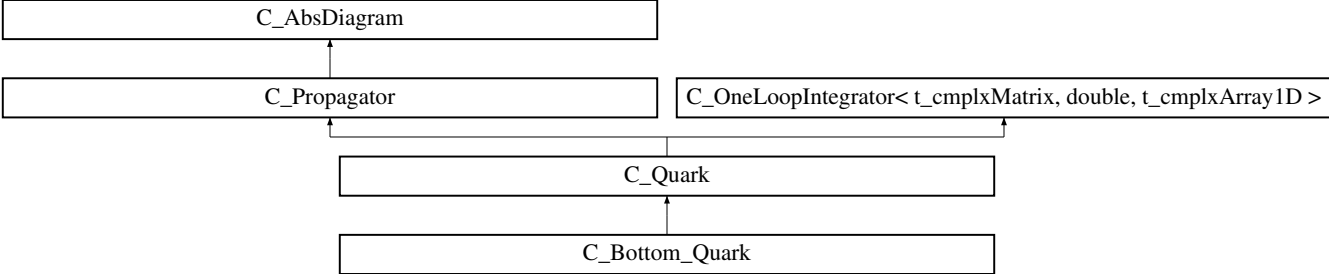 C_AbsDiagram
C_Propagator
C_OneLoopIntegrator< t_cmplxMatrix, double, t_cmplxArray1D >
C_Quark
C_Bottom_Quark